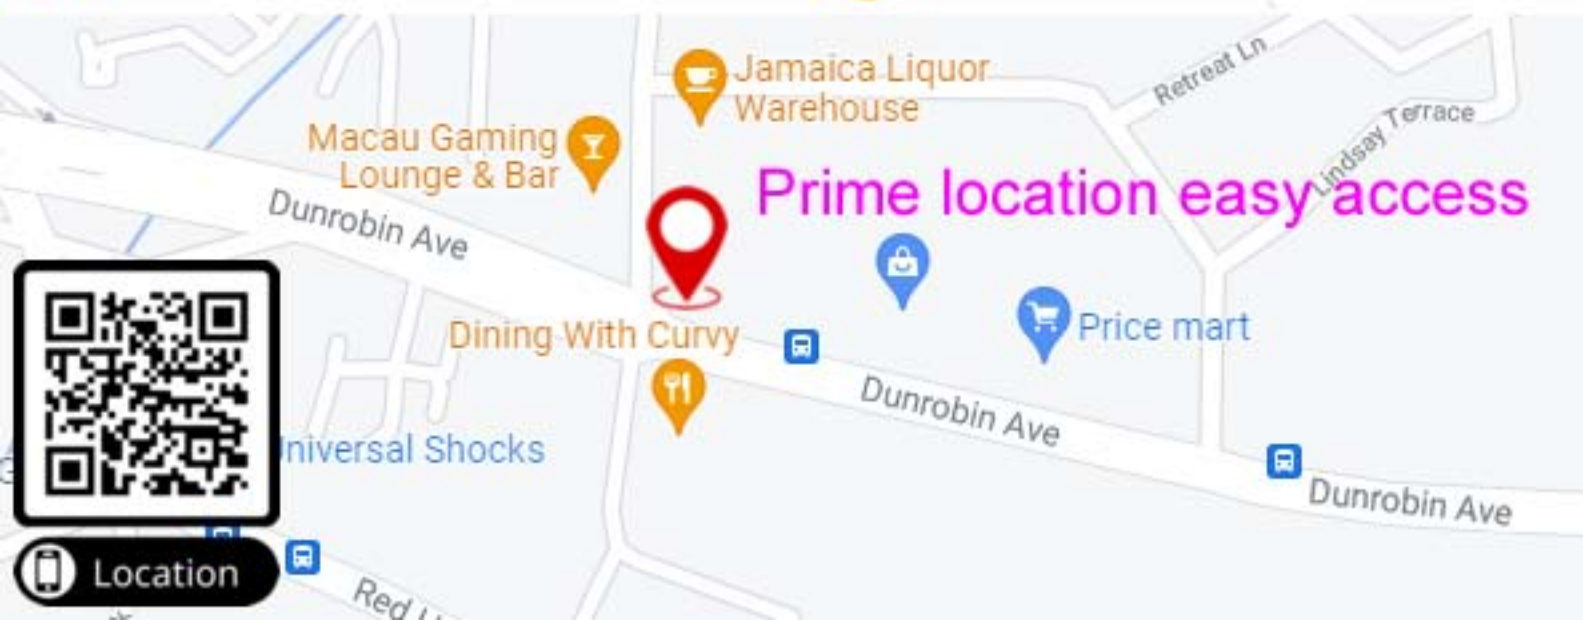 Jamaica Liquor
Warehouse
Retreat Ln
Lindsay Terrace
Macau Gaming
Lounge & Bar
Prime location easy access
Dunrobin Ave
Dining With Curvy
Price mart
Dunrobin Ave
niversal Shocks
Dunrobin Ave
Location
Red